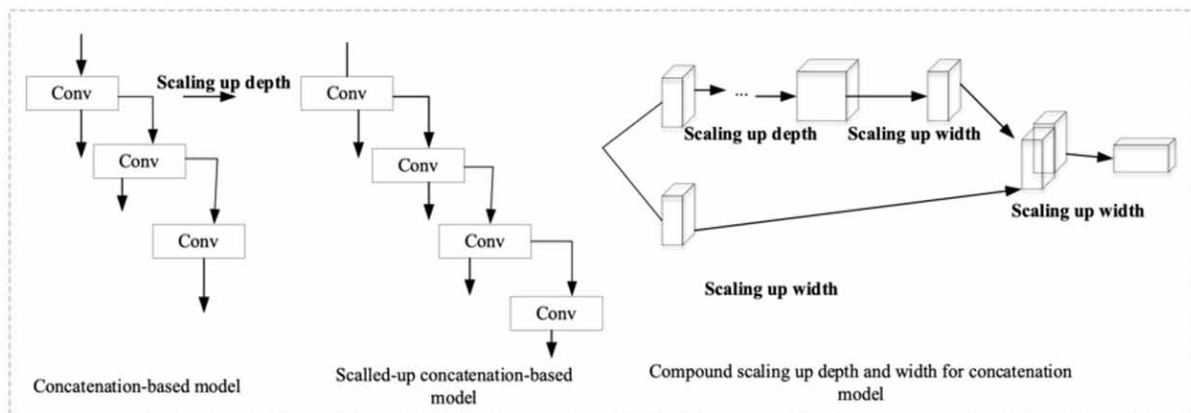 Conv
Scaling up depth
Conv
Conv
Conv
Concatenation-based model
Conv
Conv
Conv
Scalled-up concatenation-based
model
...
Scaling up depth
Scaling up width
Scaling up width
Scaling up width
Compound scaling up depth and width for concatenation
model